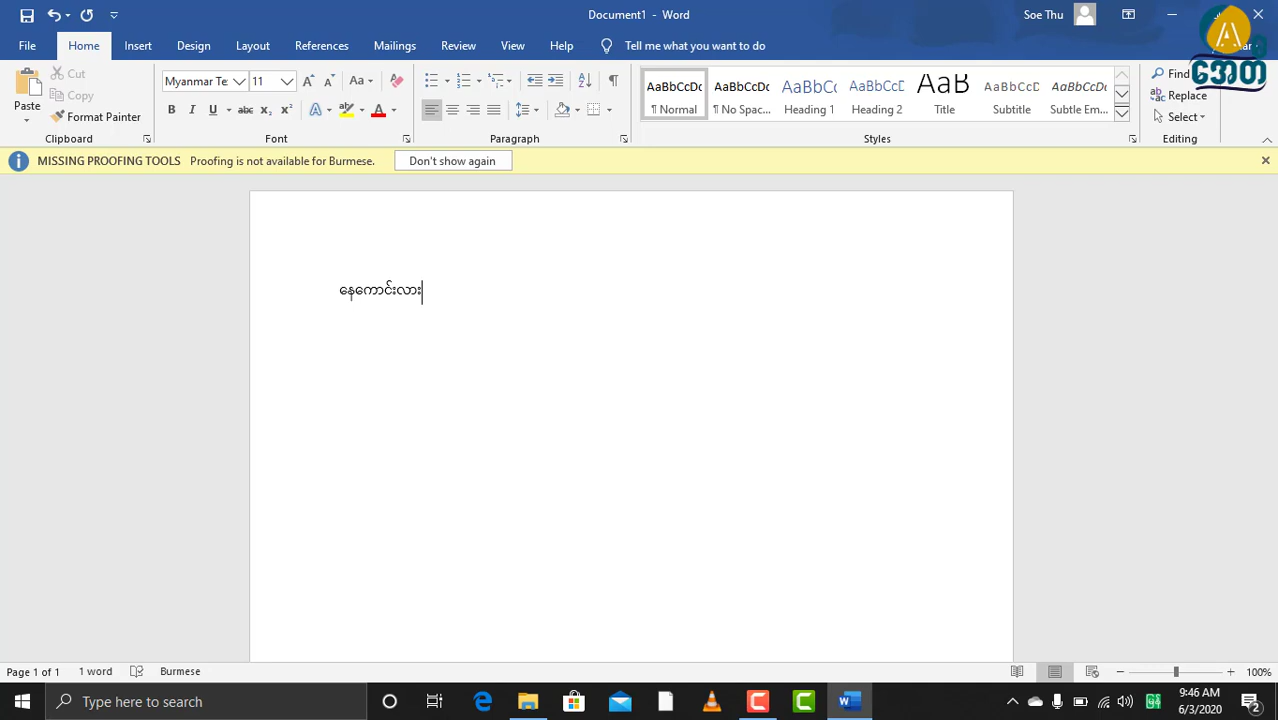 Document1 - Word
Soe Thu
File Home Insert Design Layout References Mailings Review View Help Tell me what you want to do
Paste
Cut
Copy
Format Painter
Clipboard
Myanmar Te 11
Font
Paragraph
AaBbCcDc AaBbCcDc AaBbCc AaBbCcD AaB AaBbCcD AaBbCcDc
¶ Normal ¶ No Spac... Heading 1 Heading 2 Title Subtitle Subtle Em...
Styles
Find
Replace
Select
Editing
MISSING PROOFING TOOLS Proofing is not available for Burmese. Don't show again
နေကောင်းလား
Page 1 of 1 1 word Burmese 100%
Type here to search
9:46 AM
6/3/2020
2